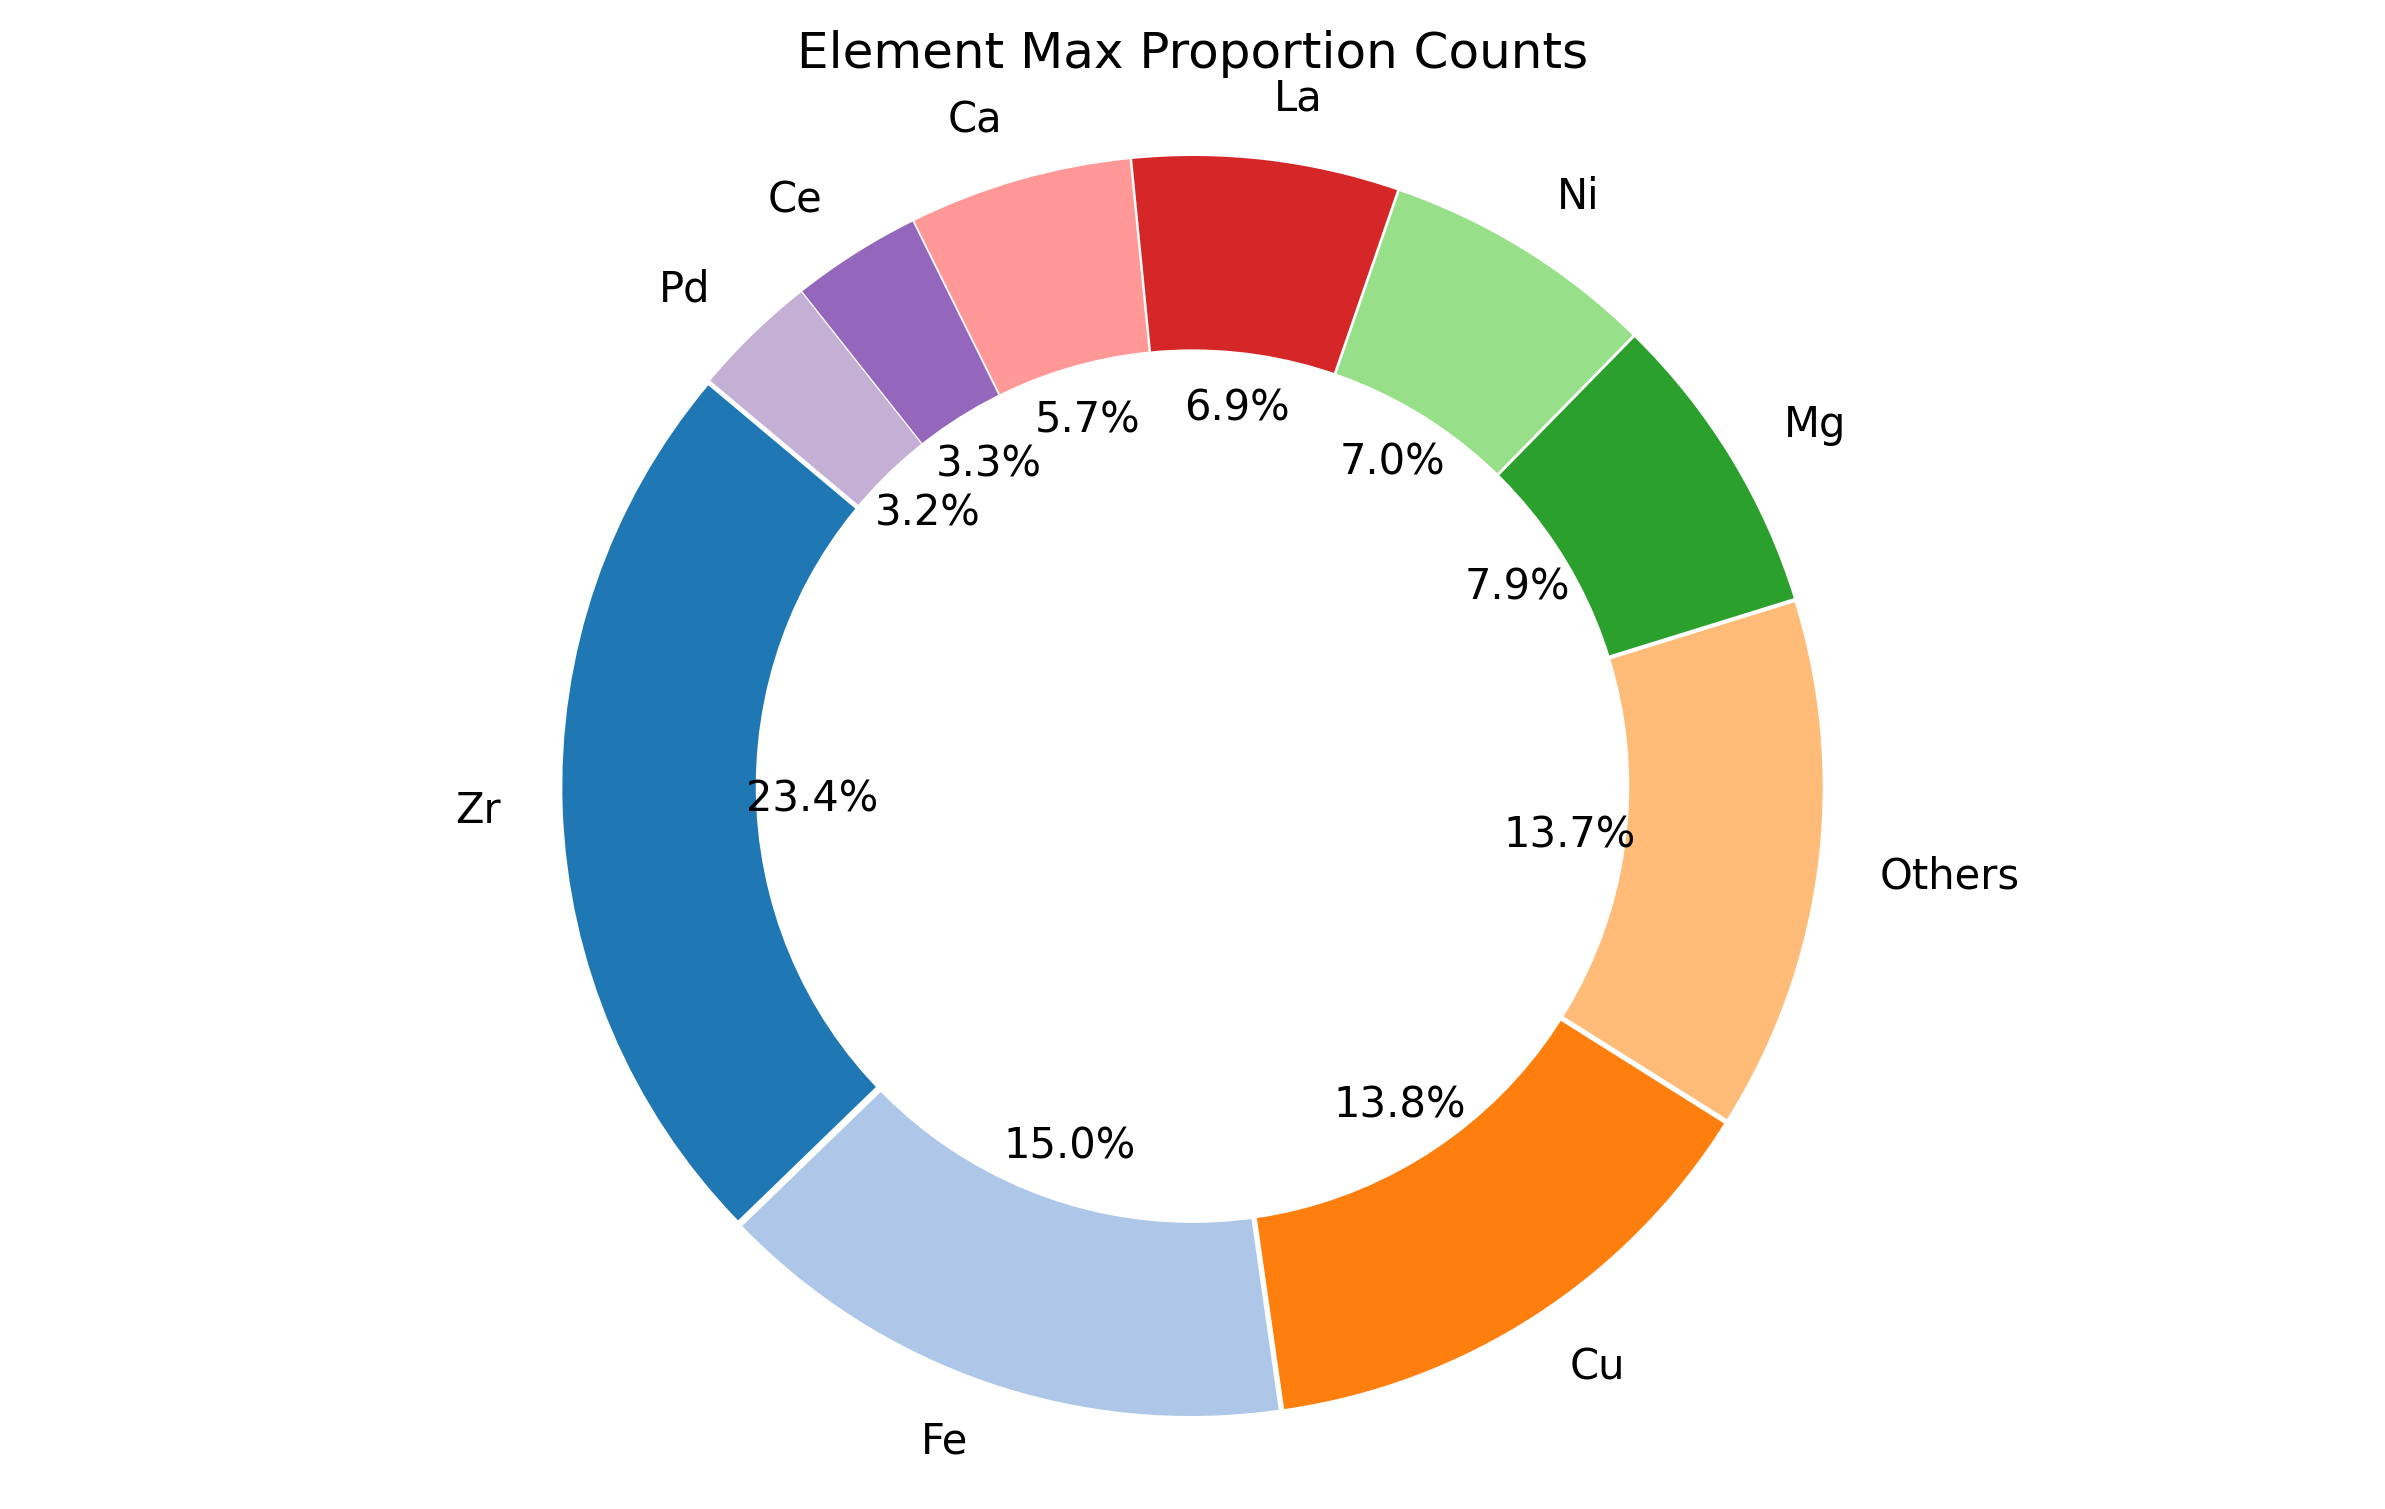 Element Max Proportion Counts
La
Ca
Ni
Ce
Pd
Mg
6.9%
5.7%
7.0%
3.3%
3.2%
7.9%
Zr
23.4%
13.7%
Others
13.8%
15.0%
Cu
Fe